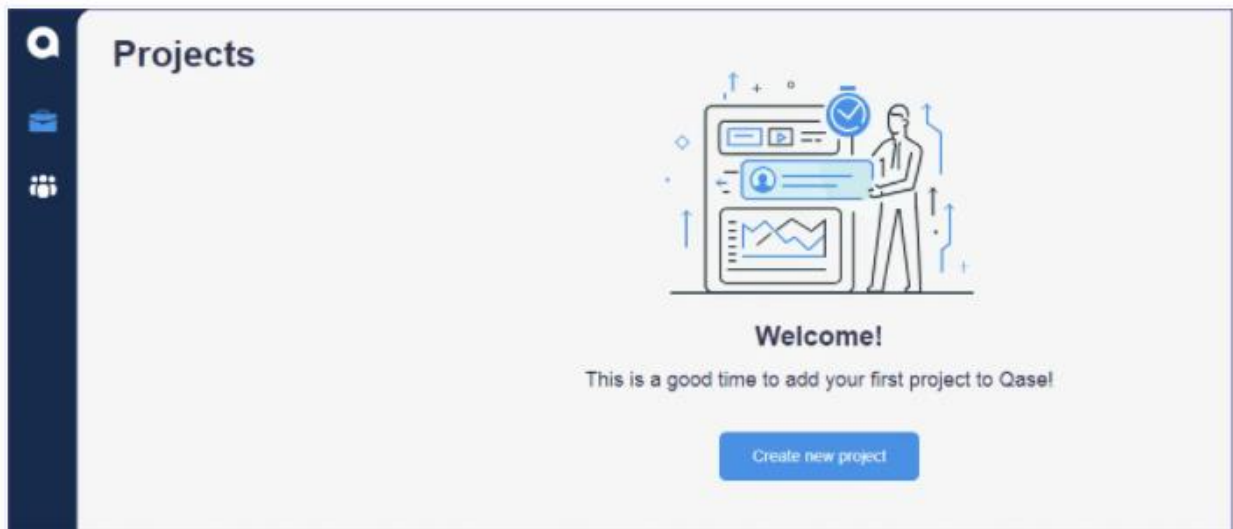 Projects
Welcome!
This is a good time to add your first project to Qase!
Create new project